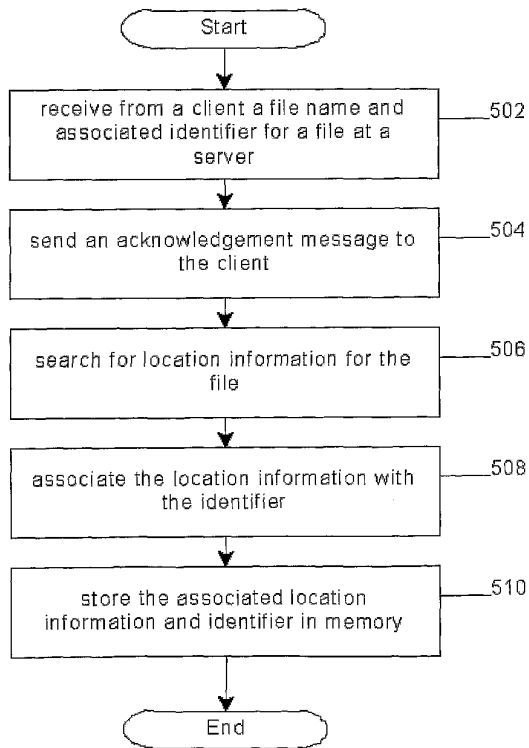 Start
receive from a client a file name and
associated identifier for a file at a
server
502
send an acknowledgement message to
the client
504
search for location information for the
file
506
associate the location information with
the identifier
508
store the associated location
information and identifier in memory
510
End